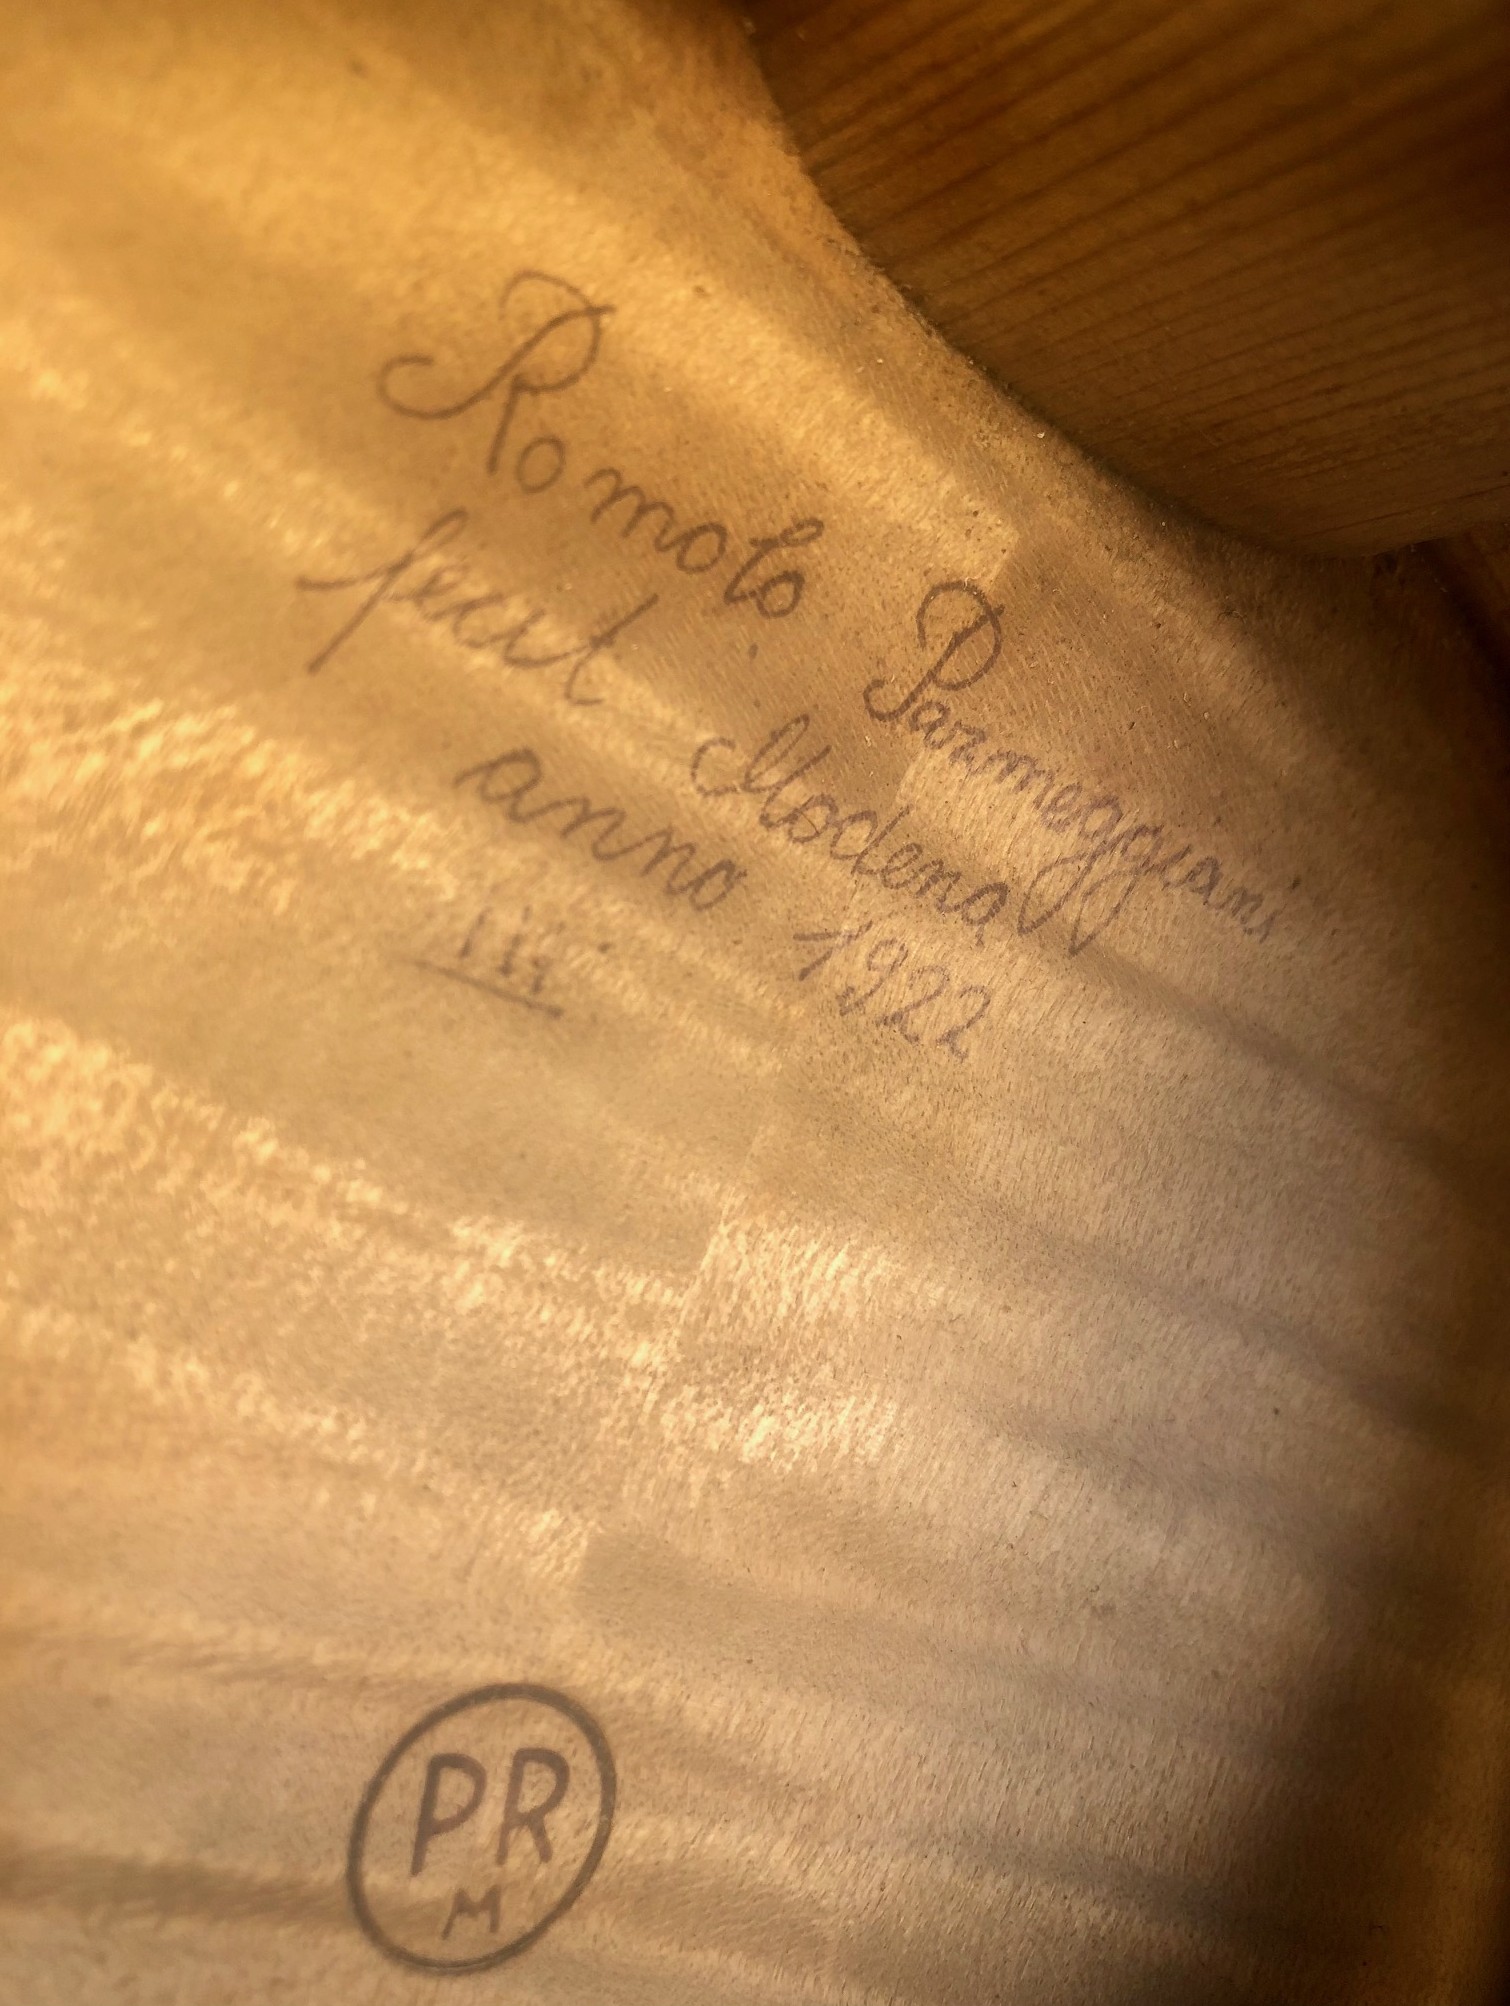 Romolo Parmeggiani
fecit Modena
anno 1922
PR
M